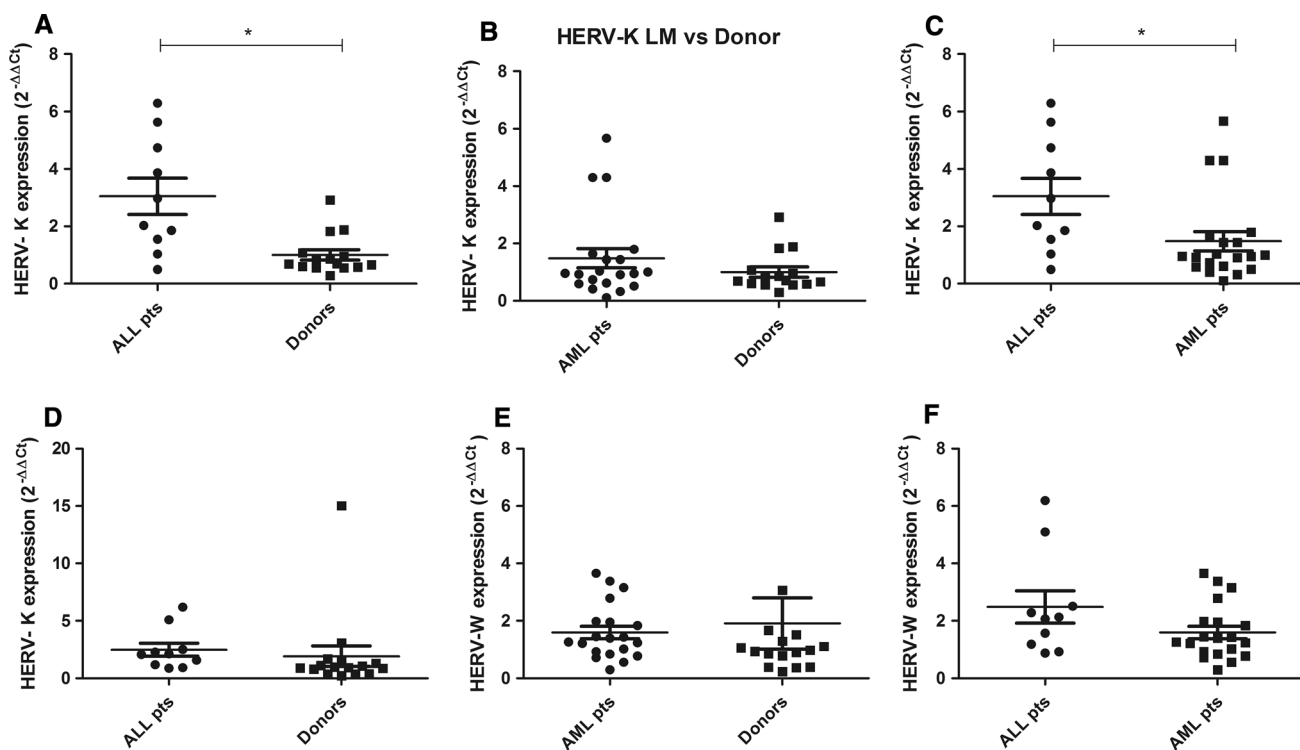 A
*
HERV- K expression (2^-ΔΔCt)
8
6
4
2
0
ALL pts
Donors
B
HERV-K LM vs Donor
HERV- K expression (2^-ΔΔCt)
8
6
4
2
0
AML pts
Donors
C
*
HERV- K expression (2^-ΔΔCt)
8
6
4
2
0
ALL pts
AML pts
D
HERV- K expression (2^-ΔΔCt)
20
15
10
5
0
ALL pts
Donors
E
HERV-W expression (2^-ΔΔCt)
8
6
4
2
0
AML pts
Donors
F
HERV-W expression (2^-ΔΔCt)
8
6
4
2
0
ALL pts
AML pts